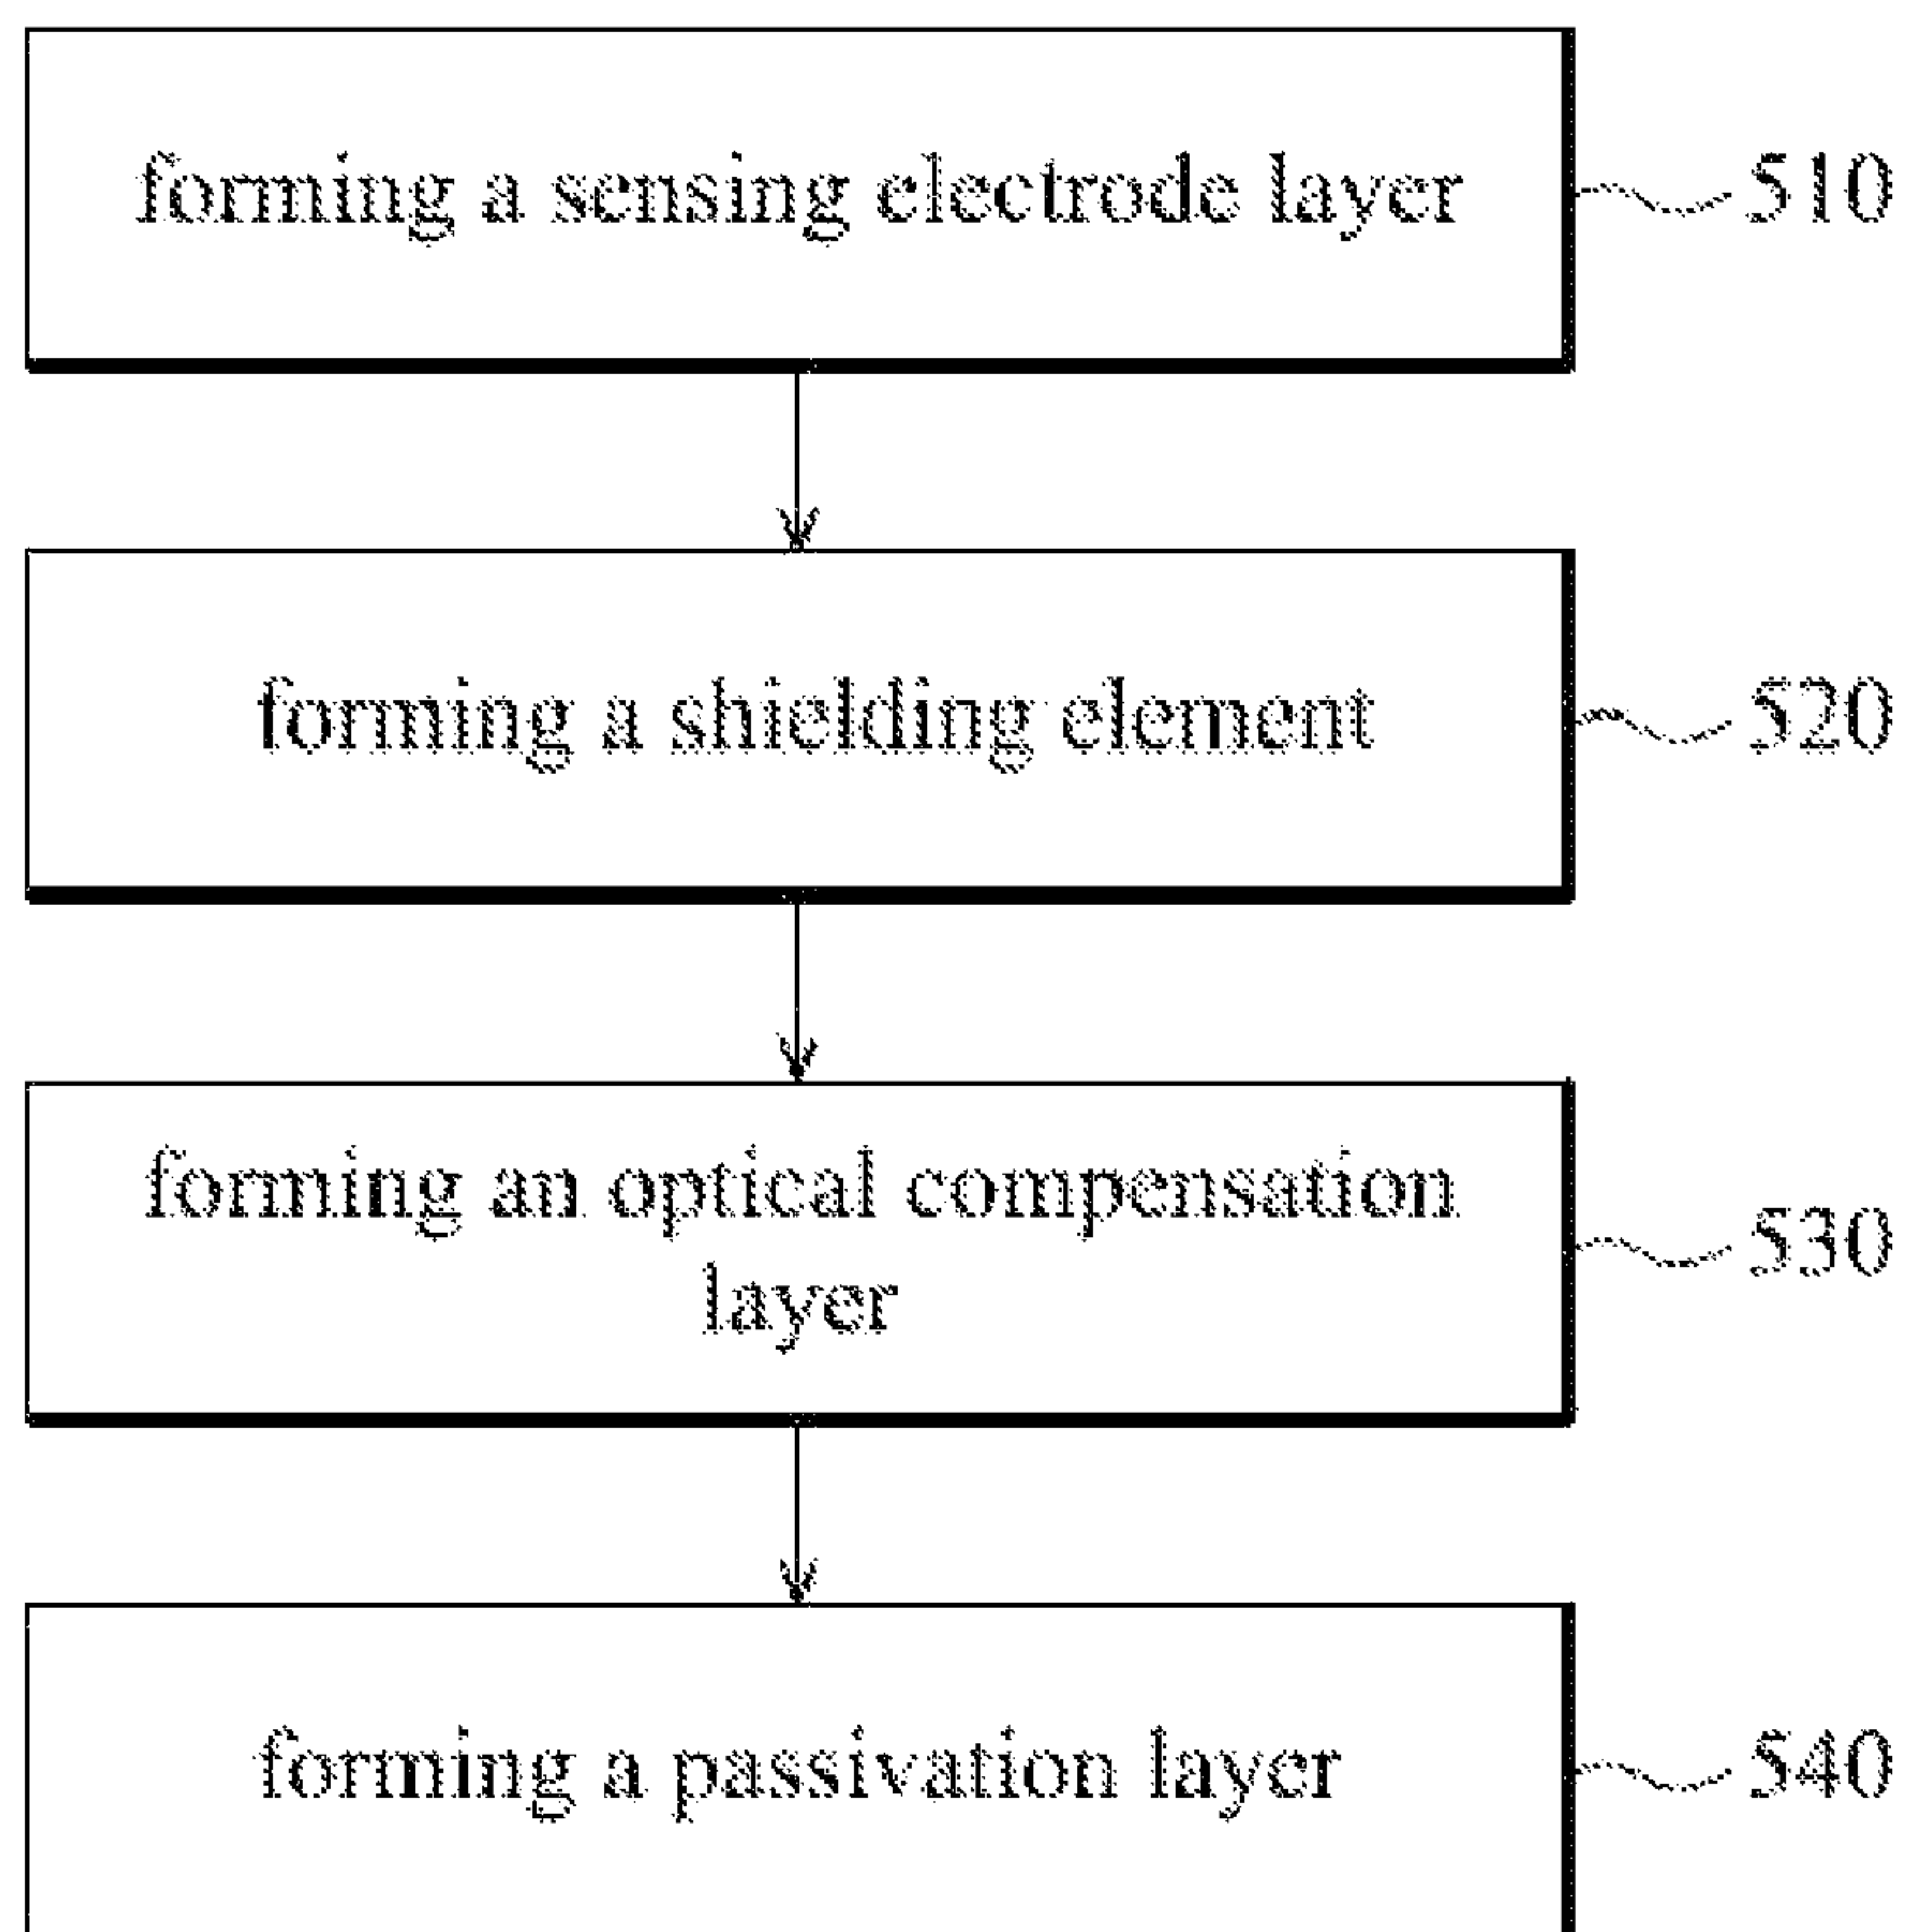 forming a sensing electrode layer
510
forming a shielding element
520
forming an optical compensation
layer
530
forming a passivation layer
540